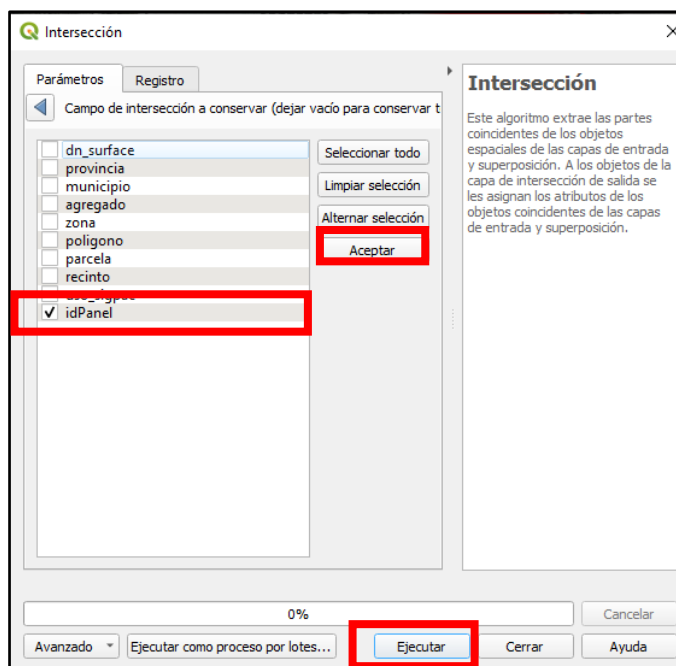 Intersección
Parámetros
Registro
Campo de intersección a conservar (dejar vacío para conservar t
dn_surface
provincia
municipio
agregado
zona
poligono
parcela
recinto
idPanel
Seleccionar todo
Limpiar selección
Alternar selección
Aceptar
Intersección
Este algoritmo extrae las partes
coincidentes de los objetos
espaciales de las capas de entrada
y superposición. A los objetos de la
capa de intersección de salida se
les asignan los atributos de los
objetos coincidentes de las capas
de entrada y superposición.
0%
Cancelar
Avanzado
Ejecutar como proceso por lotes...
Ejecutar
Cerrar
Ayuda